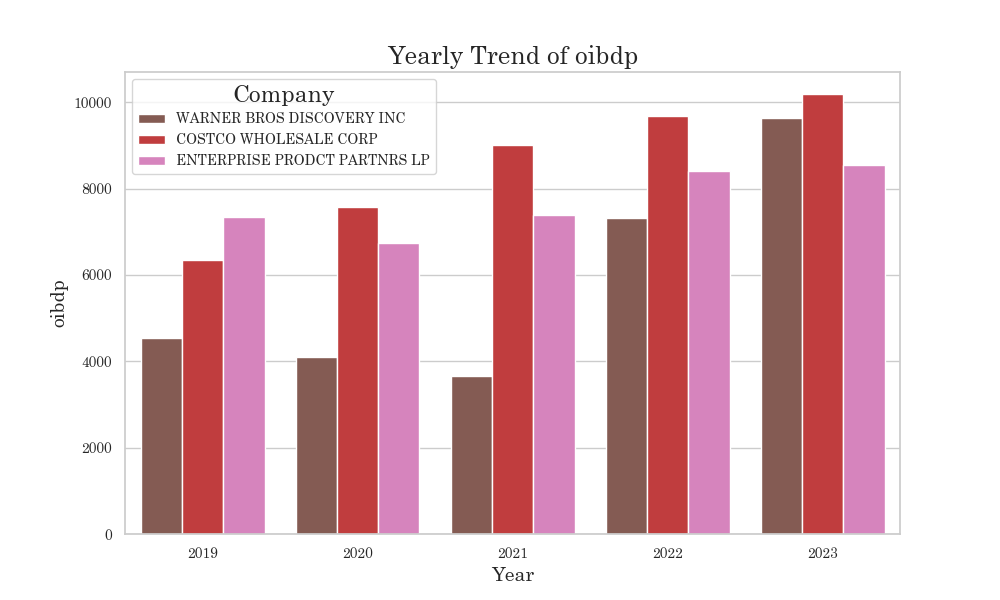 Yearly Trend of oibdp
Company
WARNER BROS DISCOVERY INC
COSTCO WHOLESALE CORP
ENTERPRISE PRODCT PARTNRS LP
oibdp
10000
8000
6000
4000
2000
0
2019 2020 2021 2022 2023
Year